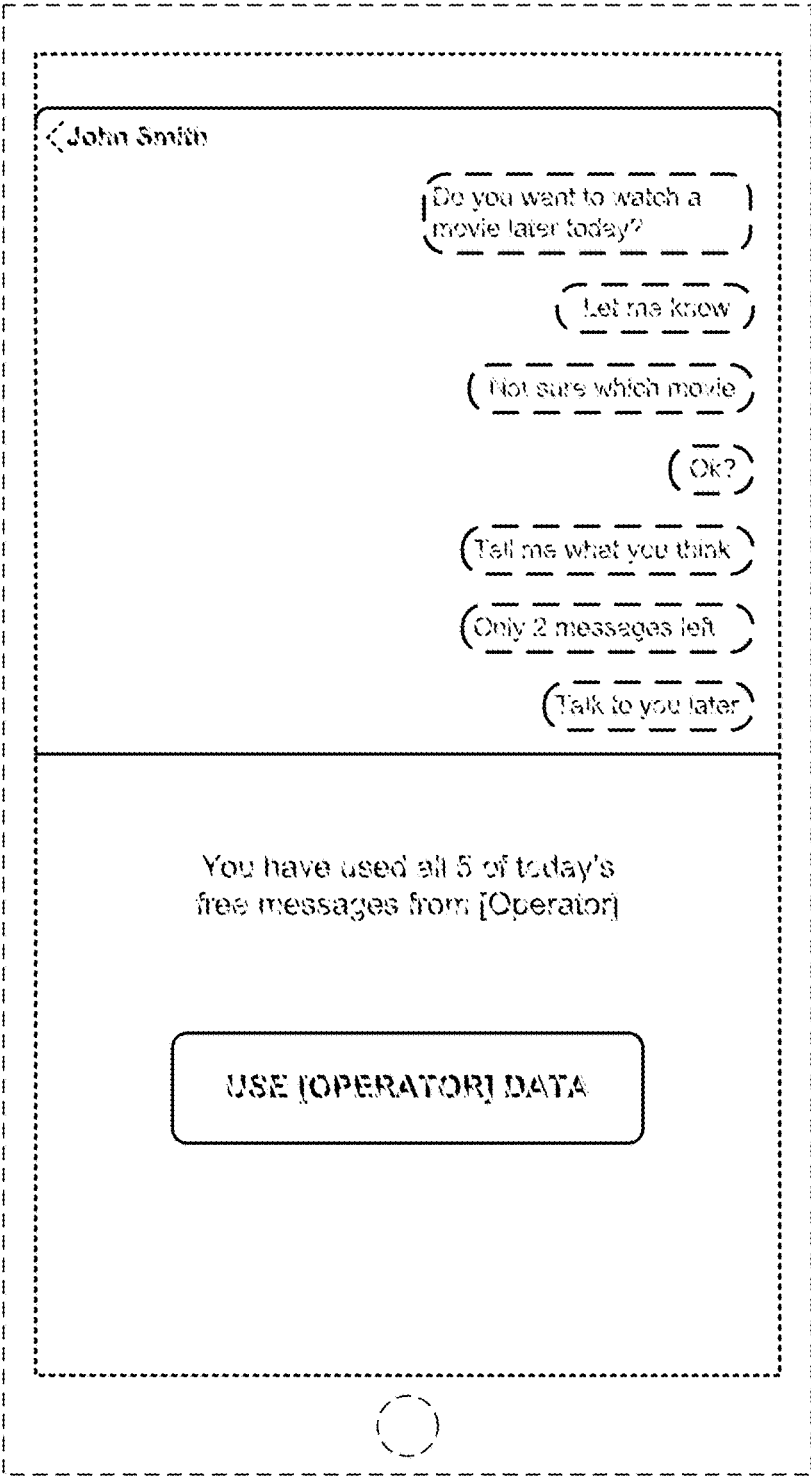 John Smith
Do you want to watch a
movie later today?
Let me know
Not sure which movie
Ok?
Tell me what you think
Only 2 messages left
Talk to you later
You have used all 5 of today's
free messages from [Operator]
USE [OPERATOR] DATA